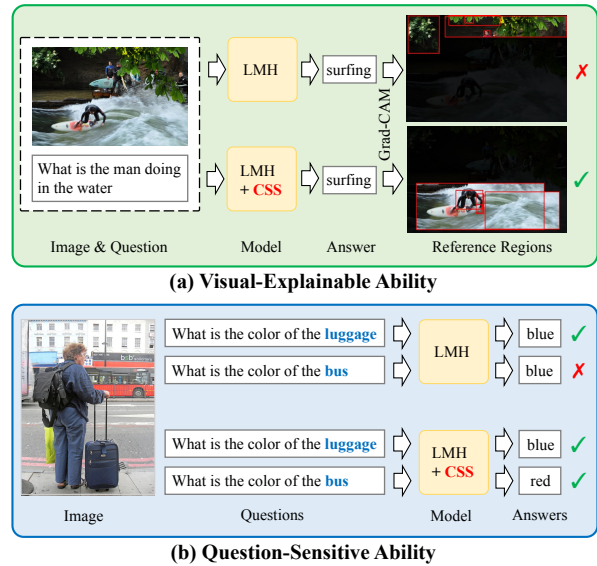 LMH
surfing
What is the man doing
in the water
LMH
+ CSS
surfing
Grad-CAM
✗
✓
Image & Question
Model
Answer
Reference Regions
(a) Visual-Explainable Ability
What is the color of the luggage
LMH
blue
✓
What is the color of the bus
blue
✗
What is the color of the luggage
LMH
+ CSS
blue
✓
What is the color of the bus
red
✓
Image
Questions
Model
Answers
(b) Question-Sensitive Ability